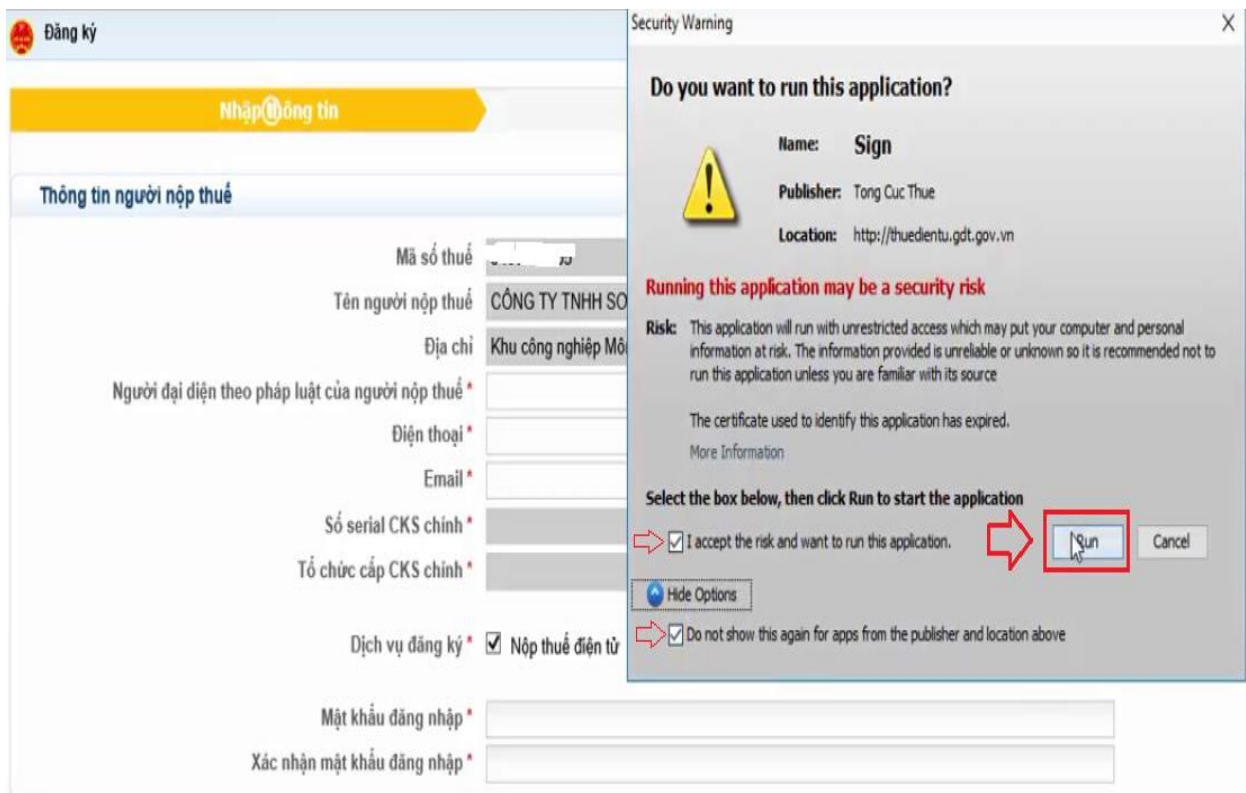 Đăng ký
Nhập thông tin
Thông tin người nộp thuế
Mã số thuế
Tên người nộp thuế CÔNG TY TNHH SO
Địa chỉ Khu công nghiệp
Người đại diện theo pháp luật của người nộp thuế *
Điện thoại *
Email *
Số serial CKS chính *
Tổ chức cấp CKS chính *
Dịch vụ đăng ký * Nộp thuế điện tử
Mật khẩu đăng nhập *
Xác nhận mật khẩu đăng nhập *
Security Warning
Do you want to run this application?
Name: Sign
Publisher: Tong Cuc Thue
Location: http://thuedientu.gdt.gov.vn
Running this application may be a security risk
Risk: This application will run with unrestricted access which may put your computer and personal
information at risk. The information provided is unreliable or unknown so it is recommended not to
run this application unless you are familiar with its source
The certificate used to identify this application has expired.
More Information
Select the box below, then click Run to start the application
I accept the risk and want to run this application.
Run Cancel
Hide Options
Do not show this again for apps from the publisher and location above